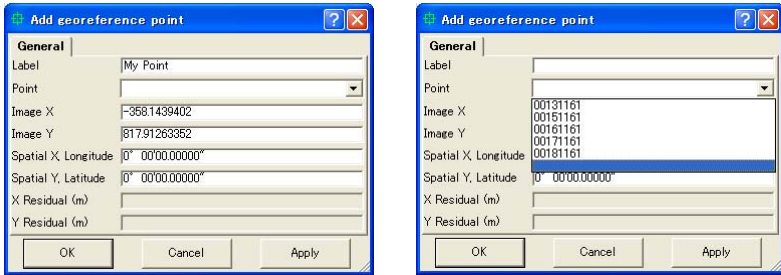 Add georeference point
General
Label My Point
Point
Image X -358.1439402
Image Y 817.91263352
Spatial X, Longitude 0° 00'00.00000"
Spatial Y, Latitude 0° 00'00.00000"
X Residual (m)
Y Residual (m)
OK Cancel Apply
Add georeference point
General
Label
Point
00131161
Image X
00151161
00161161
Image Y
00171161
Spatial X, Longitude
00181161
Spatial Y, Latitude 0° 00'00.00000"
X Residual (m)
Y Residual (m)
OK Cancel Apply